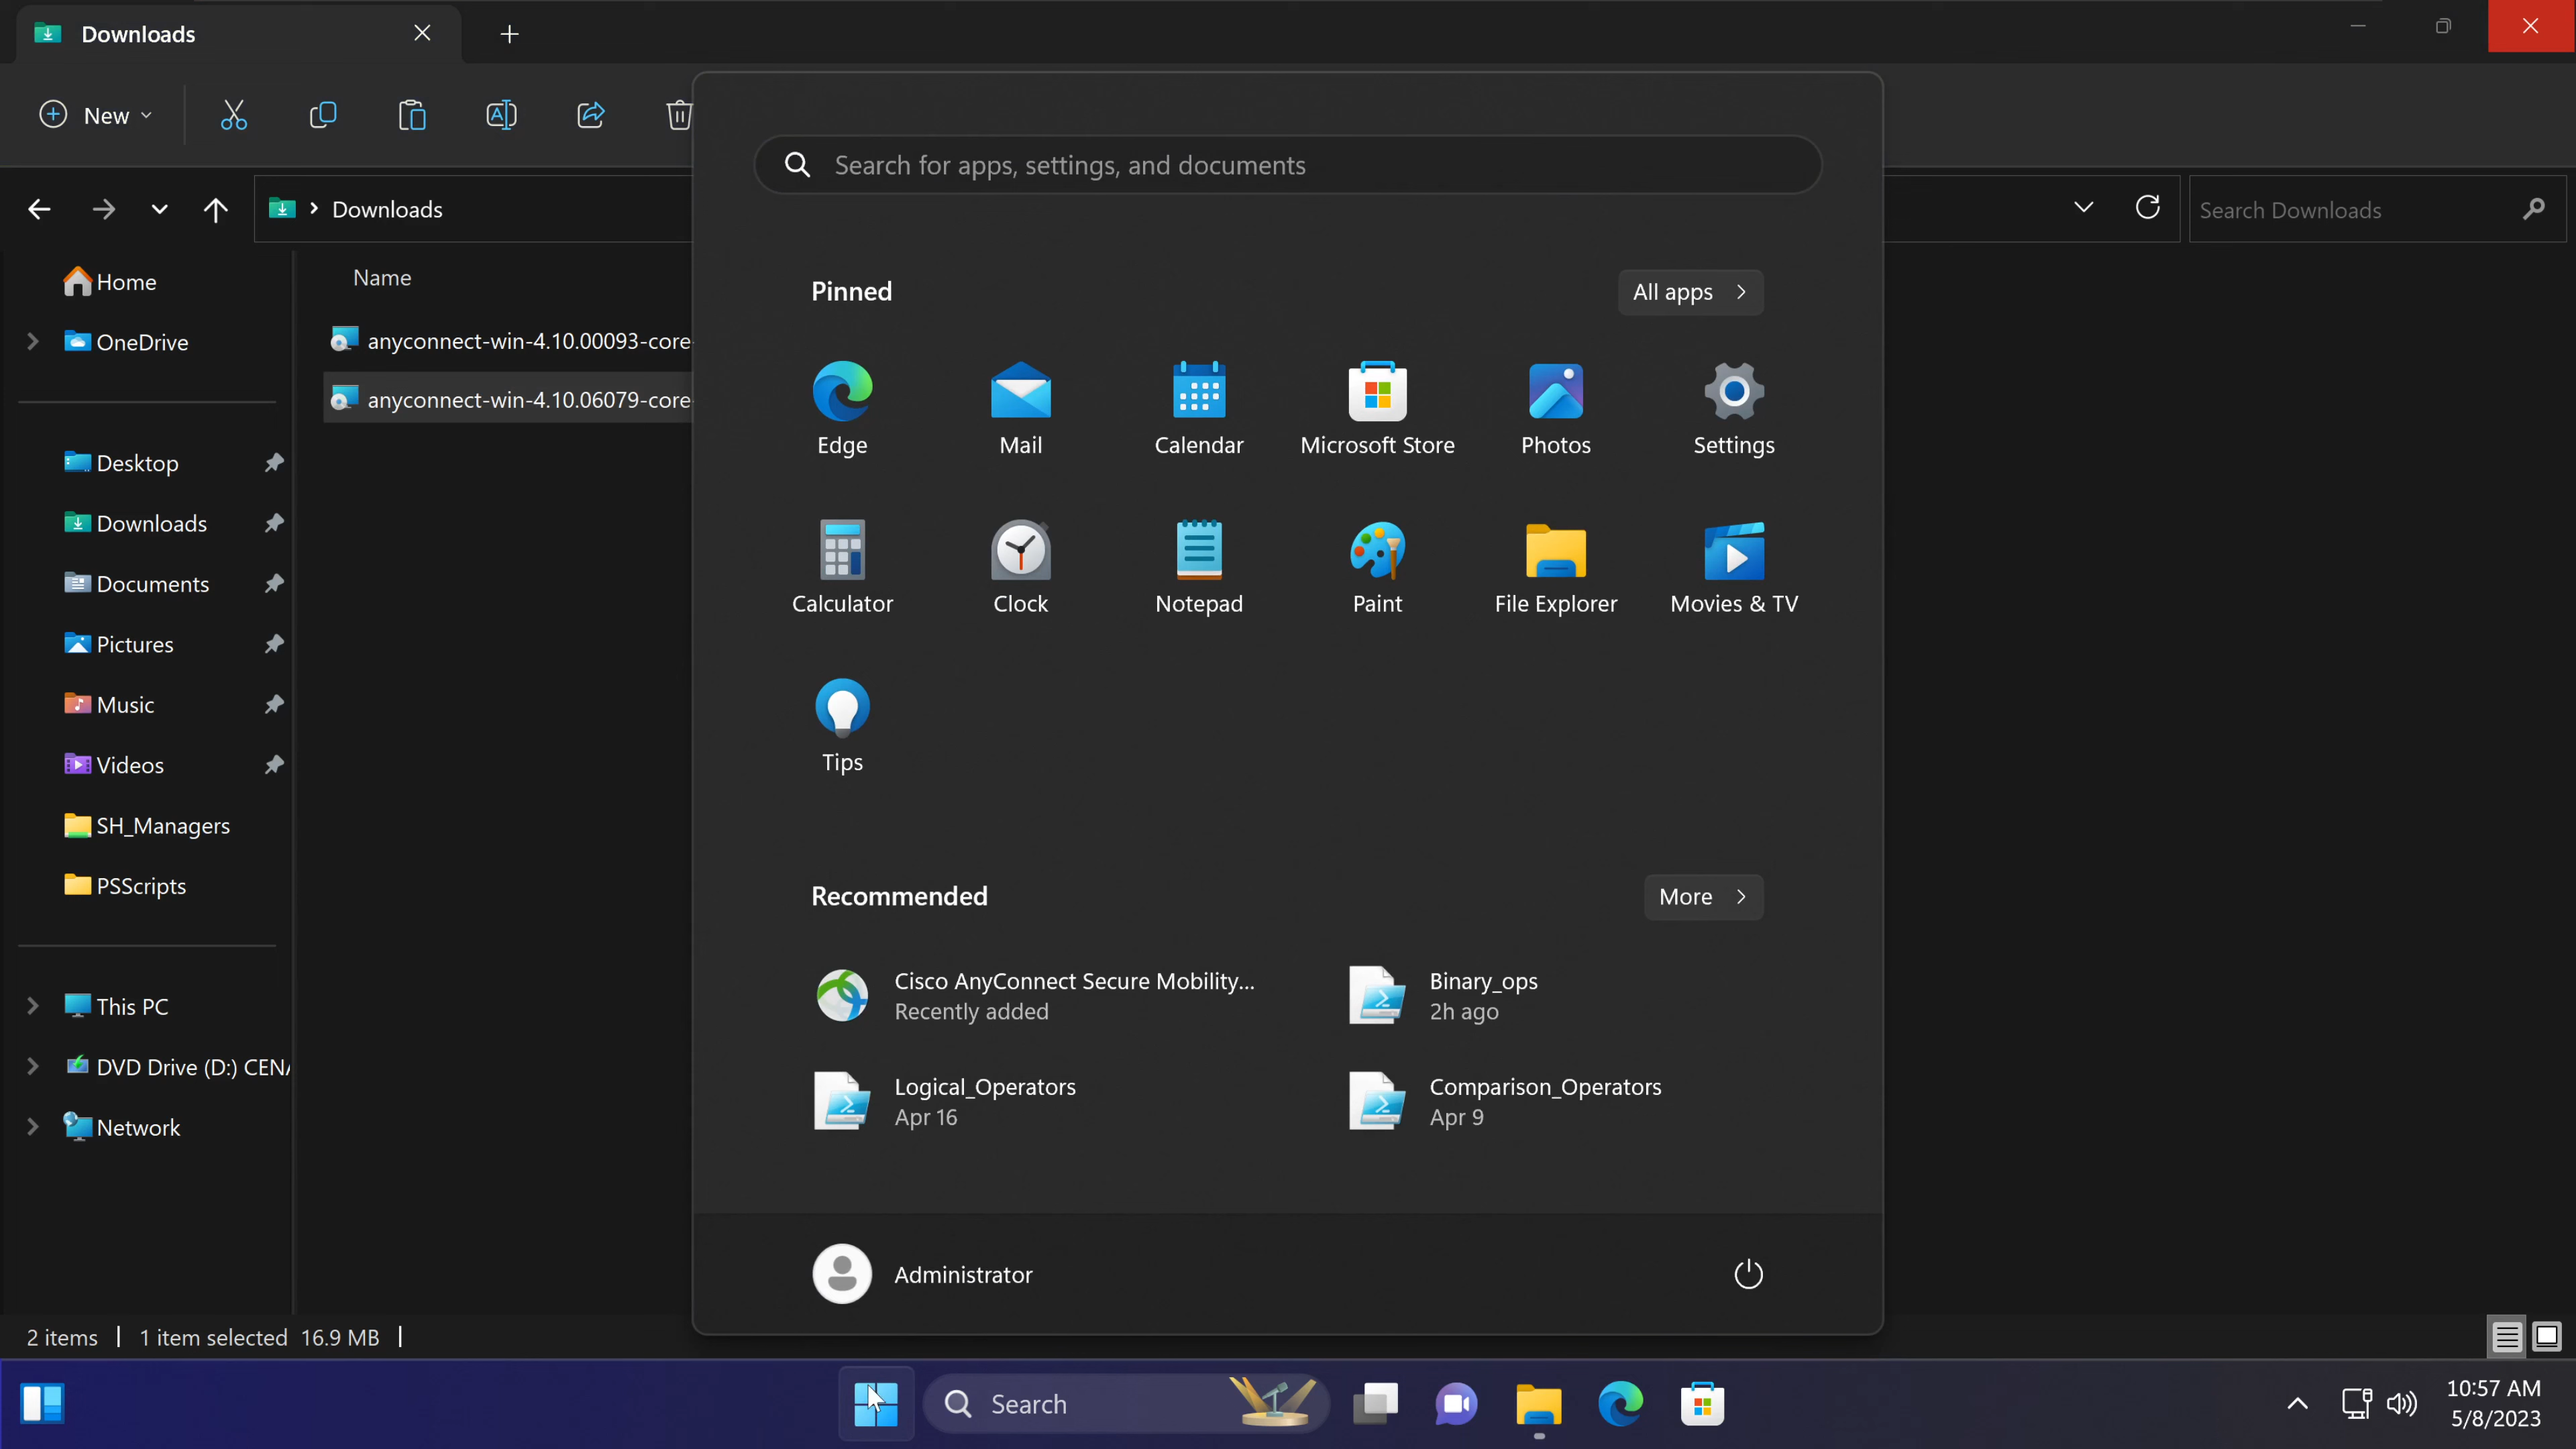 Downloads
New
Search for apps, settings, and documents
Downloads
Search Downloads
Home
OneDrive
Desktop
Downloads
Documents
Pictures
Music
Videos
SH_Managers
PSScripts
This PC
DVD Drive (D:) CENA
Network
Name
anyconnect-win-4.10.00093-core-
anyconnect-win-4.10.06079-core-
Pinned
All apps
Edge
Mail
Calendar
Microsoft Store
Photos
Settings
Calculator
Clock
Notepad
Paint
File Explorer
Movies & TV
Tips
Recommended
More
Cisco AnyConnect Secure Mobility...
Recently added
Binary_ops
2h ago
Logical_Operators
Apr 16
Comparison_Operators
Apr 9
Administrator
2 items
1 item selected 16.9 MB
Search
10:57 AM
5/8/2023